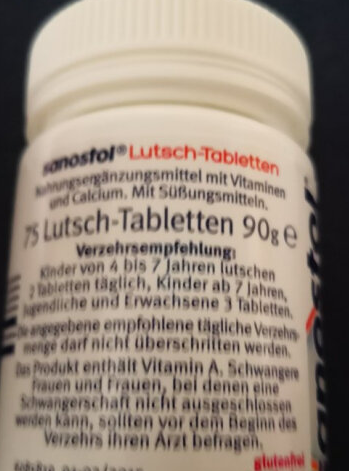 sanostol® Lutsch-Tabletten
Nahrungsergänzungsmittel mit Vitaminen
und Calcium. Mit Süßungsmitteln.
75 Lutsch-Tabletten 90g e
Verzehrsempfehlung:
Kinder von 4 bis 7 Jahren lutschen
2 Tabletten täglich, Kinder ab 7 Jahren,
Jugendliche und Erwachsene 3 Tabletten.
Die angegebene empfohlene tägliche Verzehrs-
menge darf nicht überschritten werden.
Das Produkt enthält Vitamin A. Schwangere
Frauen und Frauen, bei denen eine
Schwangerschaft nicht ausgeschlossen
werden kann, sollten vor dem Beginn des
Verzehrs ihren Arzt befragen.
glutenfrei